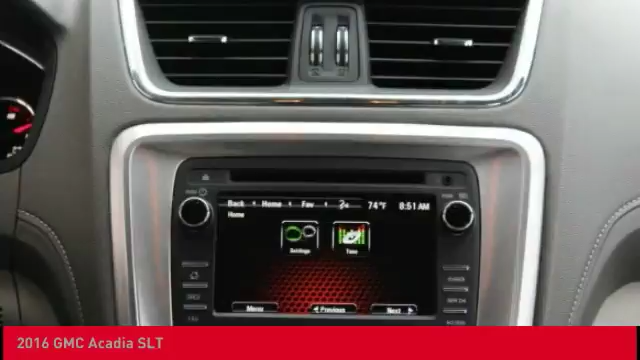 Back Home Fav 74°F 8:51 AM
Home
Settings Tone
Menu Previous Next
2016 GMC Acadia SLT